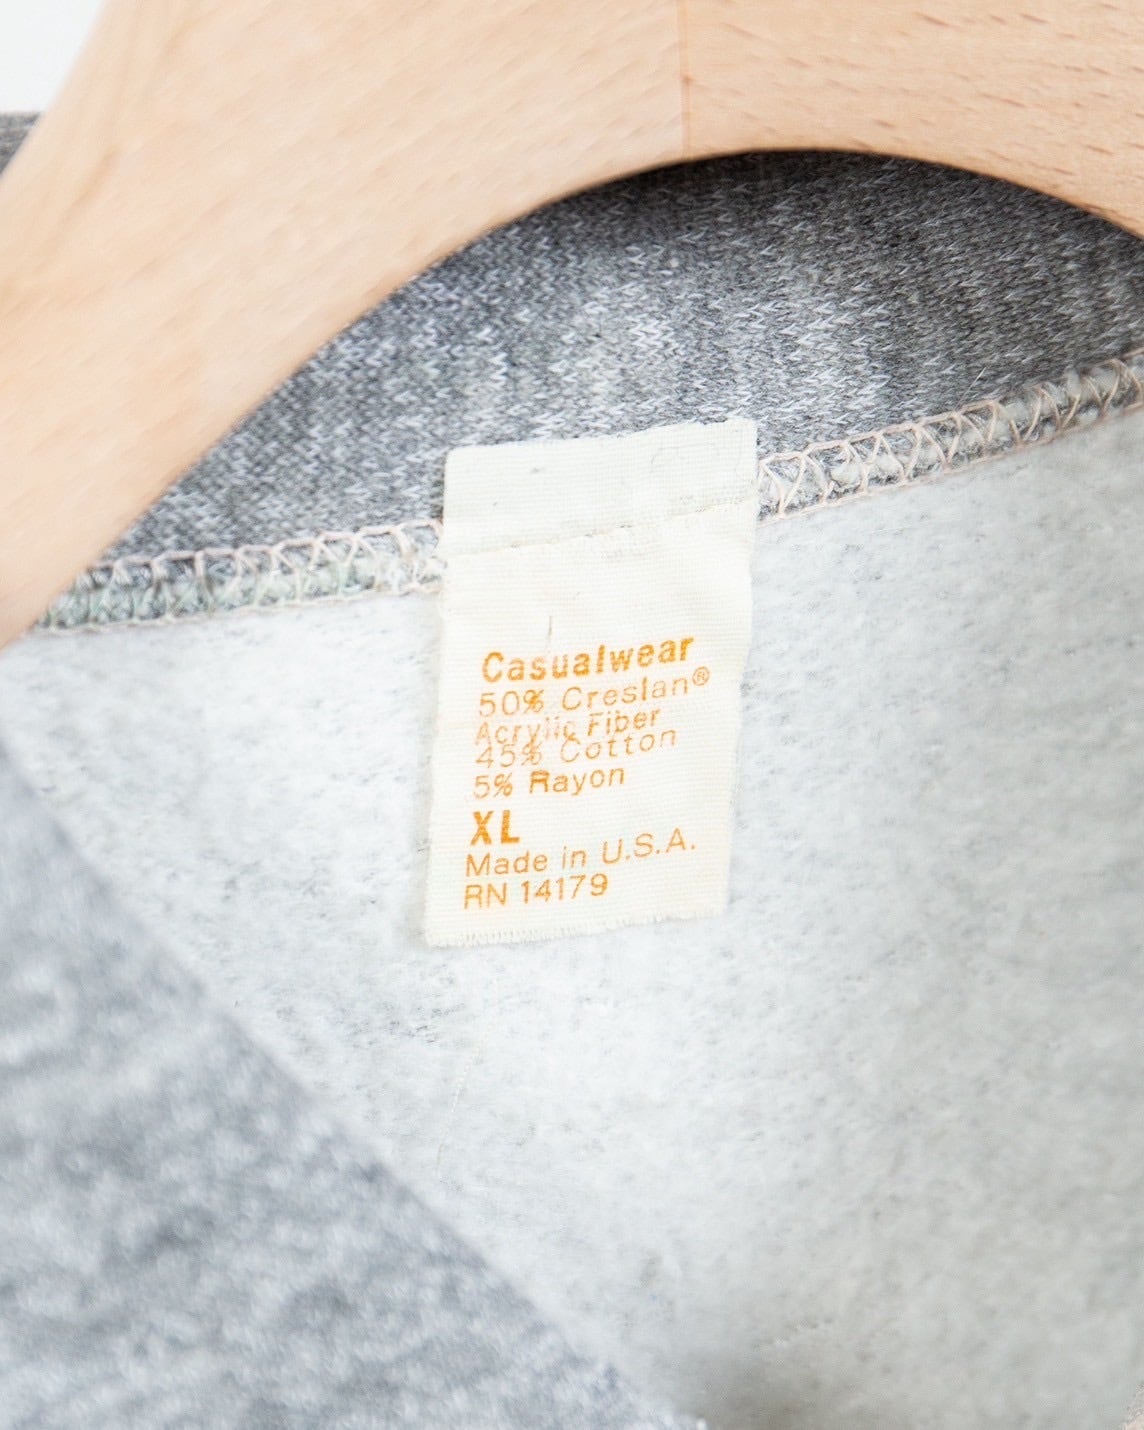 Casualwear
50% Creslan®
Acrylic Fiber
45% Cotton
5% Rayon
XL
Made in U.S.A.
RN 14179